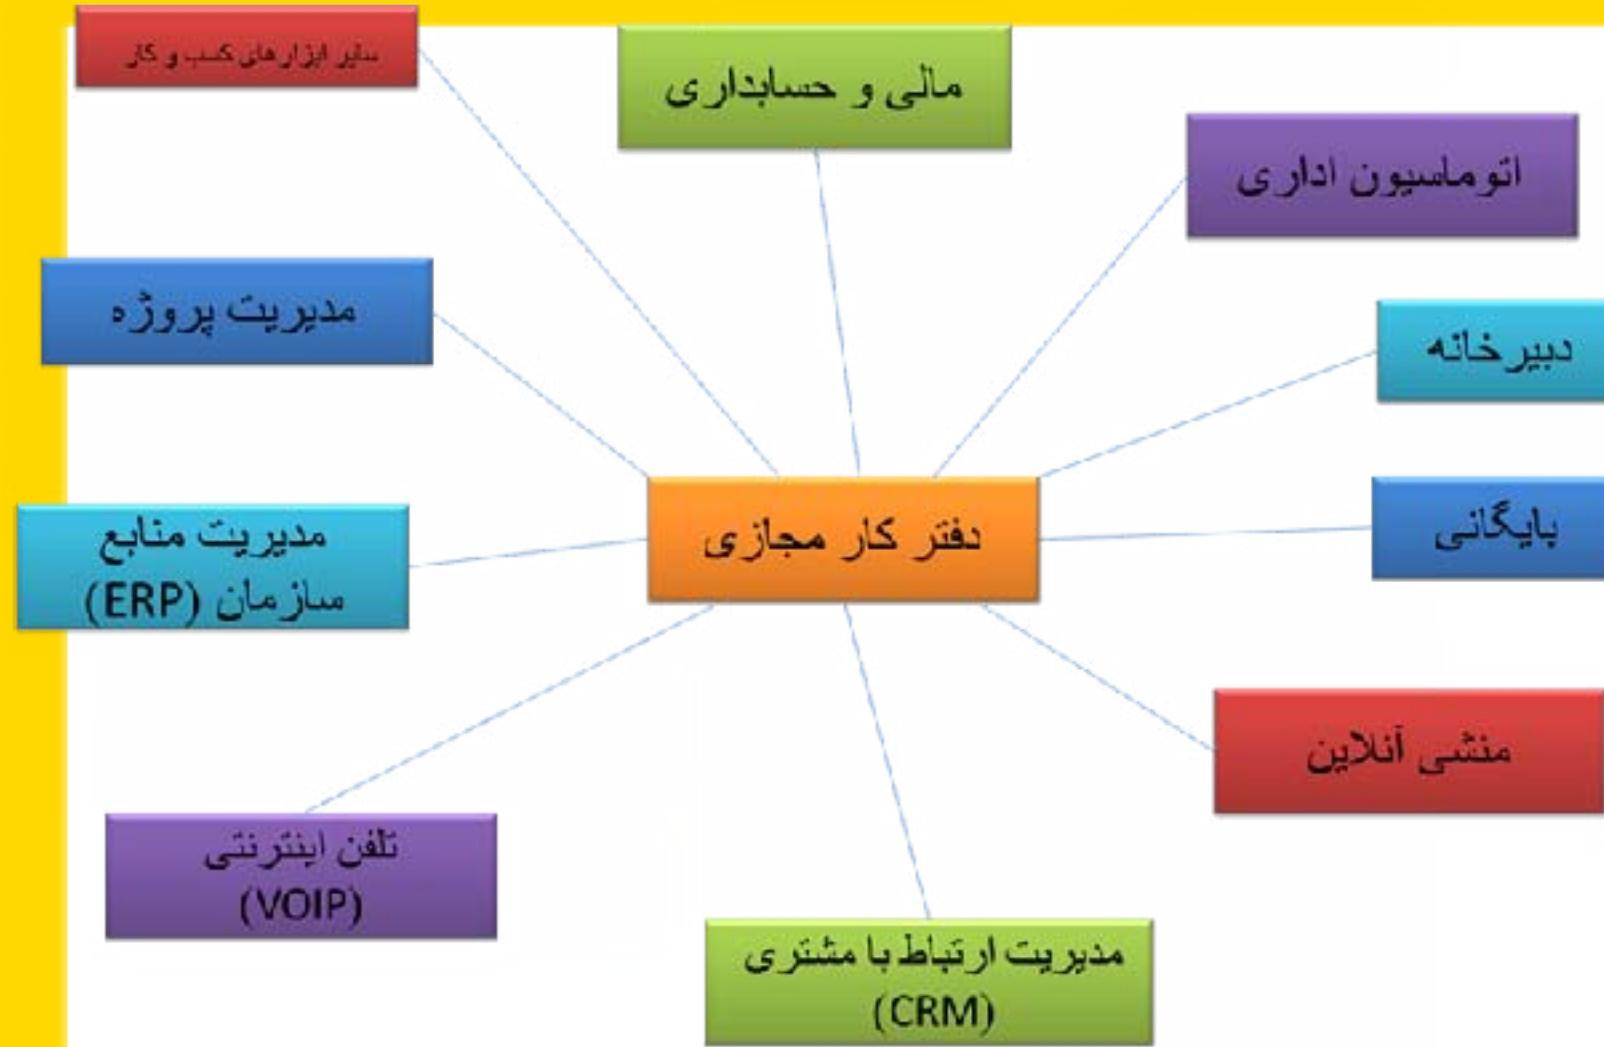 سایر ابزارهای کسب و کار
مالی و حسابداری
اتوماسیون اداری
مدیریت پروژه
دبیرخانه
دفتر کار مجازی
بایگانی
مدیریت منابع
سازمان (ERP)
منشی آنلاین
تلفن اینترنتی
(VOIP)
مدیریت ارتباط با مشتری
(CRM)